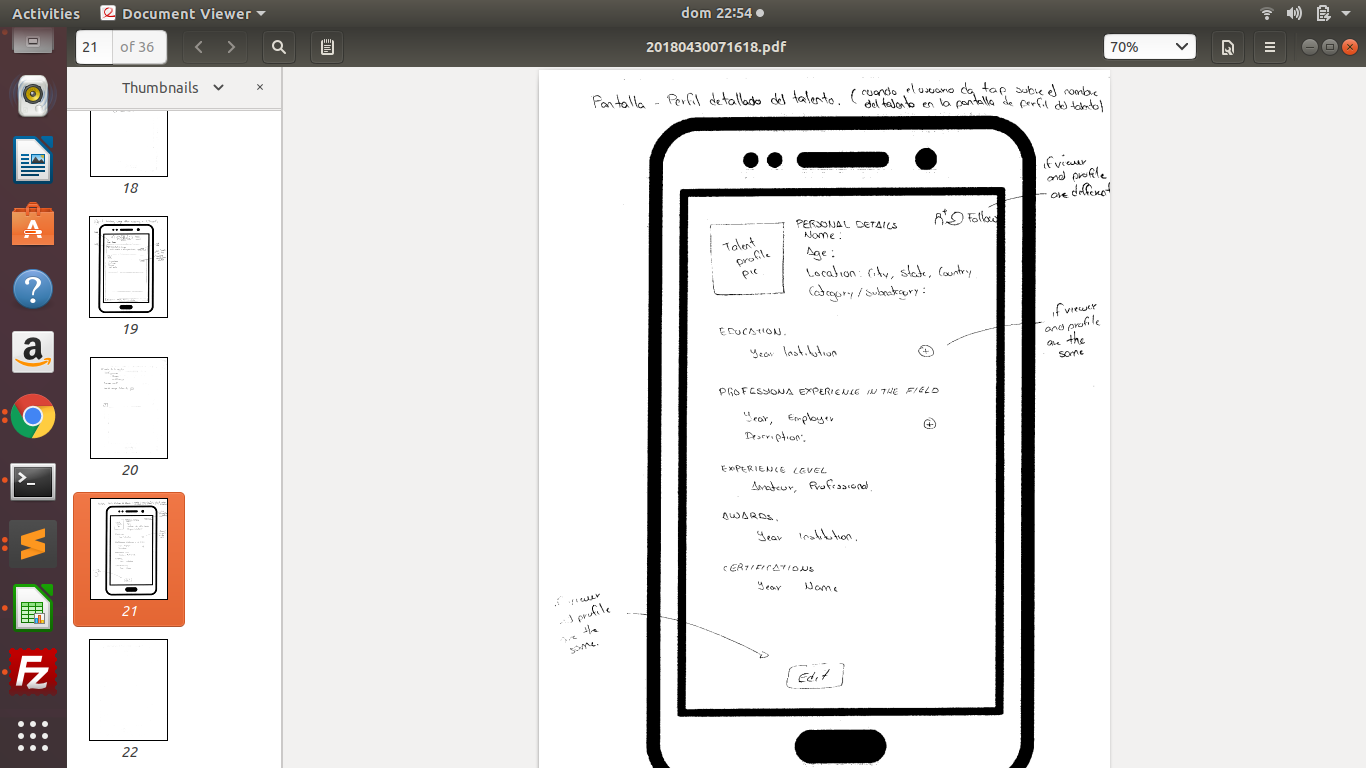 Activities
Document Viewer
dom 22:54
21 of 36
20180430071618.pdf
70%
Thumbnails
×
18
19
20
21
22
Pantalla - Perfil detallado del talento. (cuando el usuario da tap sobre el nombre
del talento en la pantalla de perfil del talento)
if viewer
and profile
are different
Follow
Talent
profile
pic
PERSONAL DETAILS
Name:
Age:
Location: City, State, Country
Category/subcategory:
if viewer
and profile
are the
same
EDUCATION.
Year Institution
+
PROFESSIONA EXPERIENCE IN THE FIELD
Year, Employer
+
Description:
EXPERIENCE LEVEL
Amateur, Professional.
AWARDS.
Year Institution.
CERTIFICATIONS
Year Name
viewer
profile
the
same.
Edit